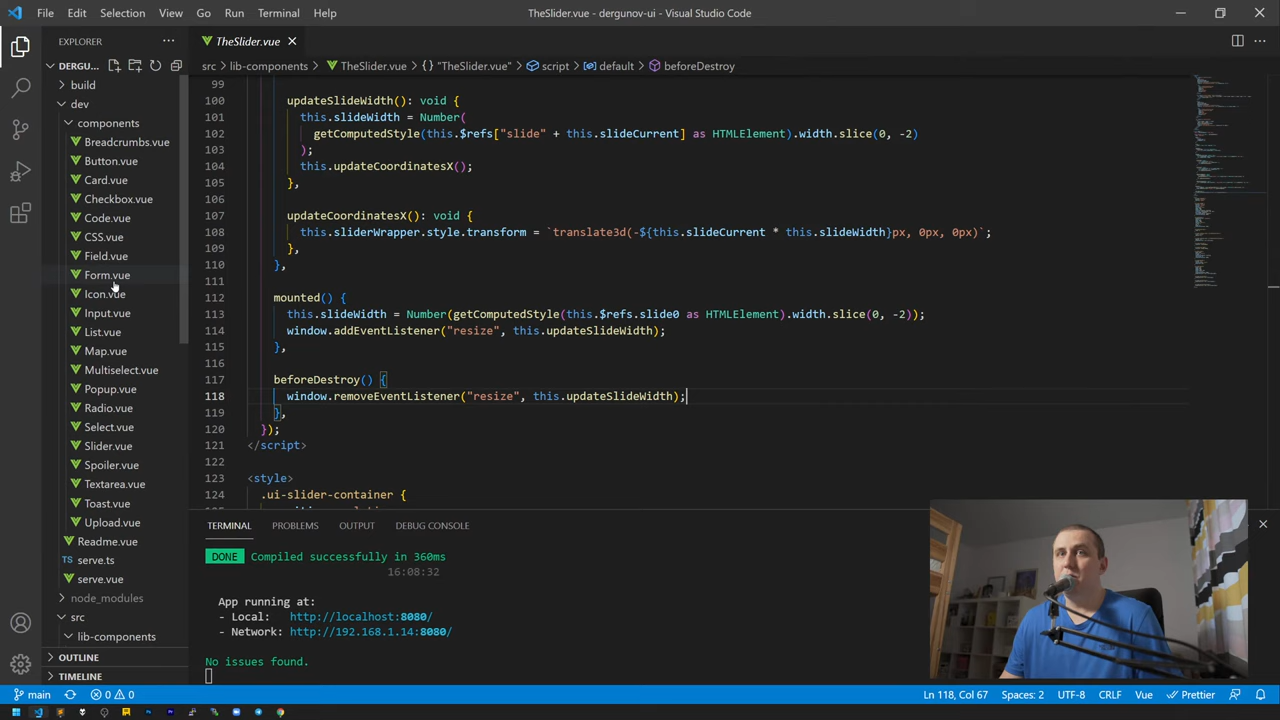 File Edit Selection View Go Run Terminal Help
TheSlider.vue - dergunov-ui - Visual Studio Code
EXPLORER
TheSlider.vue
DERGU
src > lib-components > TheSlider.vue > {} "TheSlider.vue" > script > default > beforeDestroy
build
dev
components
Breadcrumbs.vue
Button.vue
Card.vue
Checkbox.vue
Code.vue
CSS.vue
Field.vue
Form.vue
Icon.vue
Input.vue
List.vue
Map.vue
Multiselect.vue
Popup.vue
Radio.vue
Select.vue
Slider.vue
Spoiler.vue
Textarea.vue
Toast.vue
Upload.vue
Readme.vue
TS serve.ts
serve.vue
node_modules
src
lib-components
OUTLINE
TIMELINE
99
100 updateSlideWidth(): void {
101 this.slideWidth = Number(
102 getComputedStyle(this.$refs["slide" + this.slideCurrent] as HTMLElement).width.slice(0, -2)
103 );
104 this.updateCoordinatesX();
105 },
106
107 updateCoordinatesX(): void {
108 this.sliderWrapper.style.transform = `translate3d(-${this.slideCurrent * this.slideWidth}px, 0px, 0px)`;
109 },
110 },
111
112 mounted() {
113 this.slideWidth = Number(getComputedStyle(this.$refs.slide0 as HTMLElement).width.slice(0, -2));
114 window.addEventListener("resize", this.updateSlideWidth);
115 },
116
117 beforeDestroy() {
118 window.removeEventListener("resize", this.updateSlideWidth);
119 },
120 });
121 </script>
122
123 <style>
124 .ui-slider-container {
TERMINAL PROBLEMS OUTPUT DEBUG CONSOLE
DONE Compiled successfully in 360ms
16:08:32
App running at:
- Local: http://localhost:8080/
- Network: http://192.168.1.14:8080/
No issues found.
main 0 0 Ln 118, Col 67 Spaces: 2 UTF-8 CRLF Vue Prettier